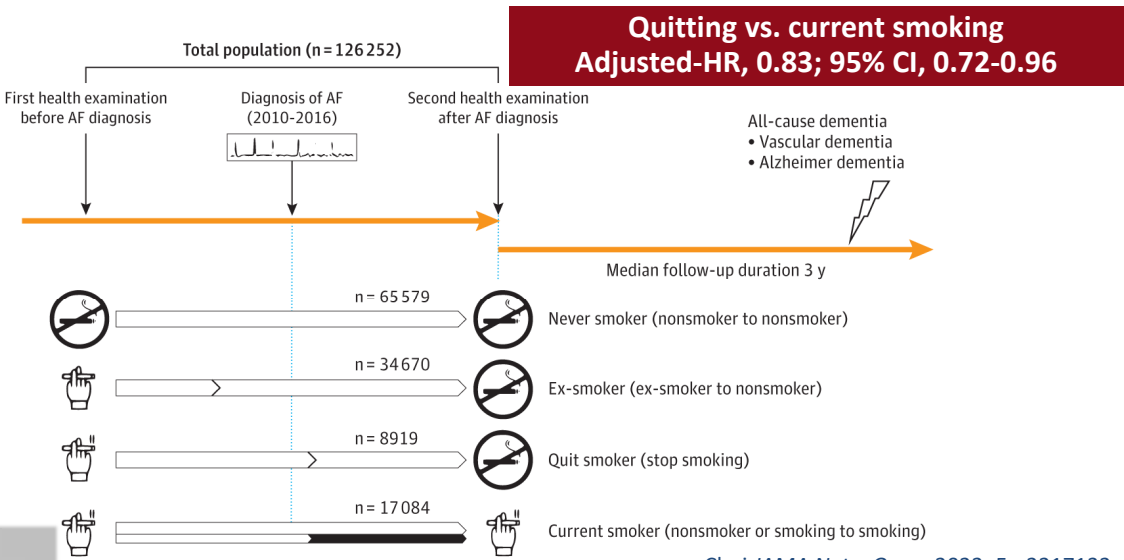 Quitting vs. current smoking
Adjusted-HR, 0.83; 95% CI, 0.72-0.96
Total population (n = 126 252)
First health examination
before AF diagnosis
Diagnosis of AF
(2010-2016)
Second health examination
after AF diagnosis
All-cause dementia
• Vascular dementia
• Alzheimer dementia
Median follow-up duration 3 y
n = 65 579
Never smoker (nonsmoker to nonsmoker)
n = 34 670
Ex-smoker (ex-smoker to nonsmoker)
n = 8919
Quit smoker (stop smoking)
n = 17 084
Current smoker (nonsmoker or smoking to smoking)